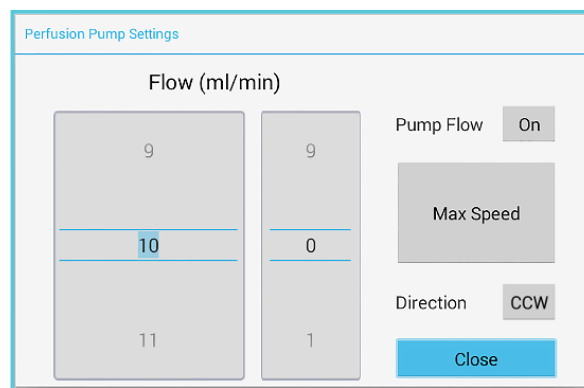 Perfusion Pump Settings
Flow (ml/min)
9 9
10 0
11 1
Pump Flow On
Max Speed
Direction CCW
Close